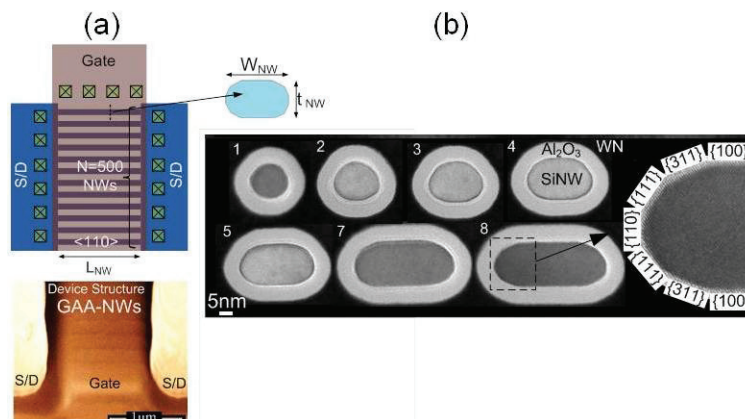 (a)
(b)
Gate
W_NW
t_NW
S/D
S/D
N=500
NWs
<110>
L_NW
Device Structure
GAA-NWs
S/D
Gate
S/D
1μm
1
2
3
4
Al₂O₃
WN
SiNW
5
7
8
5nm
{100}
{311}
{111}
{110}
{111}
{311}
{100}